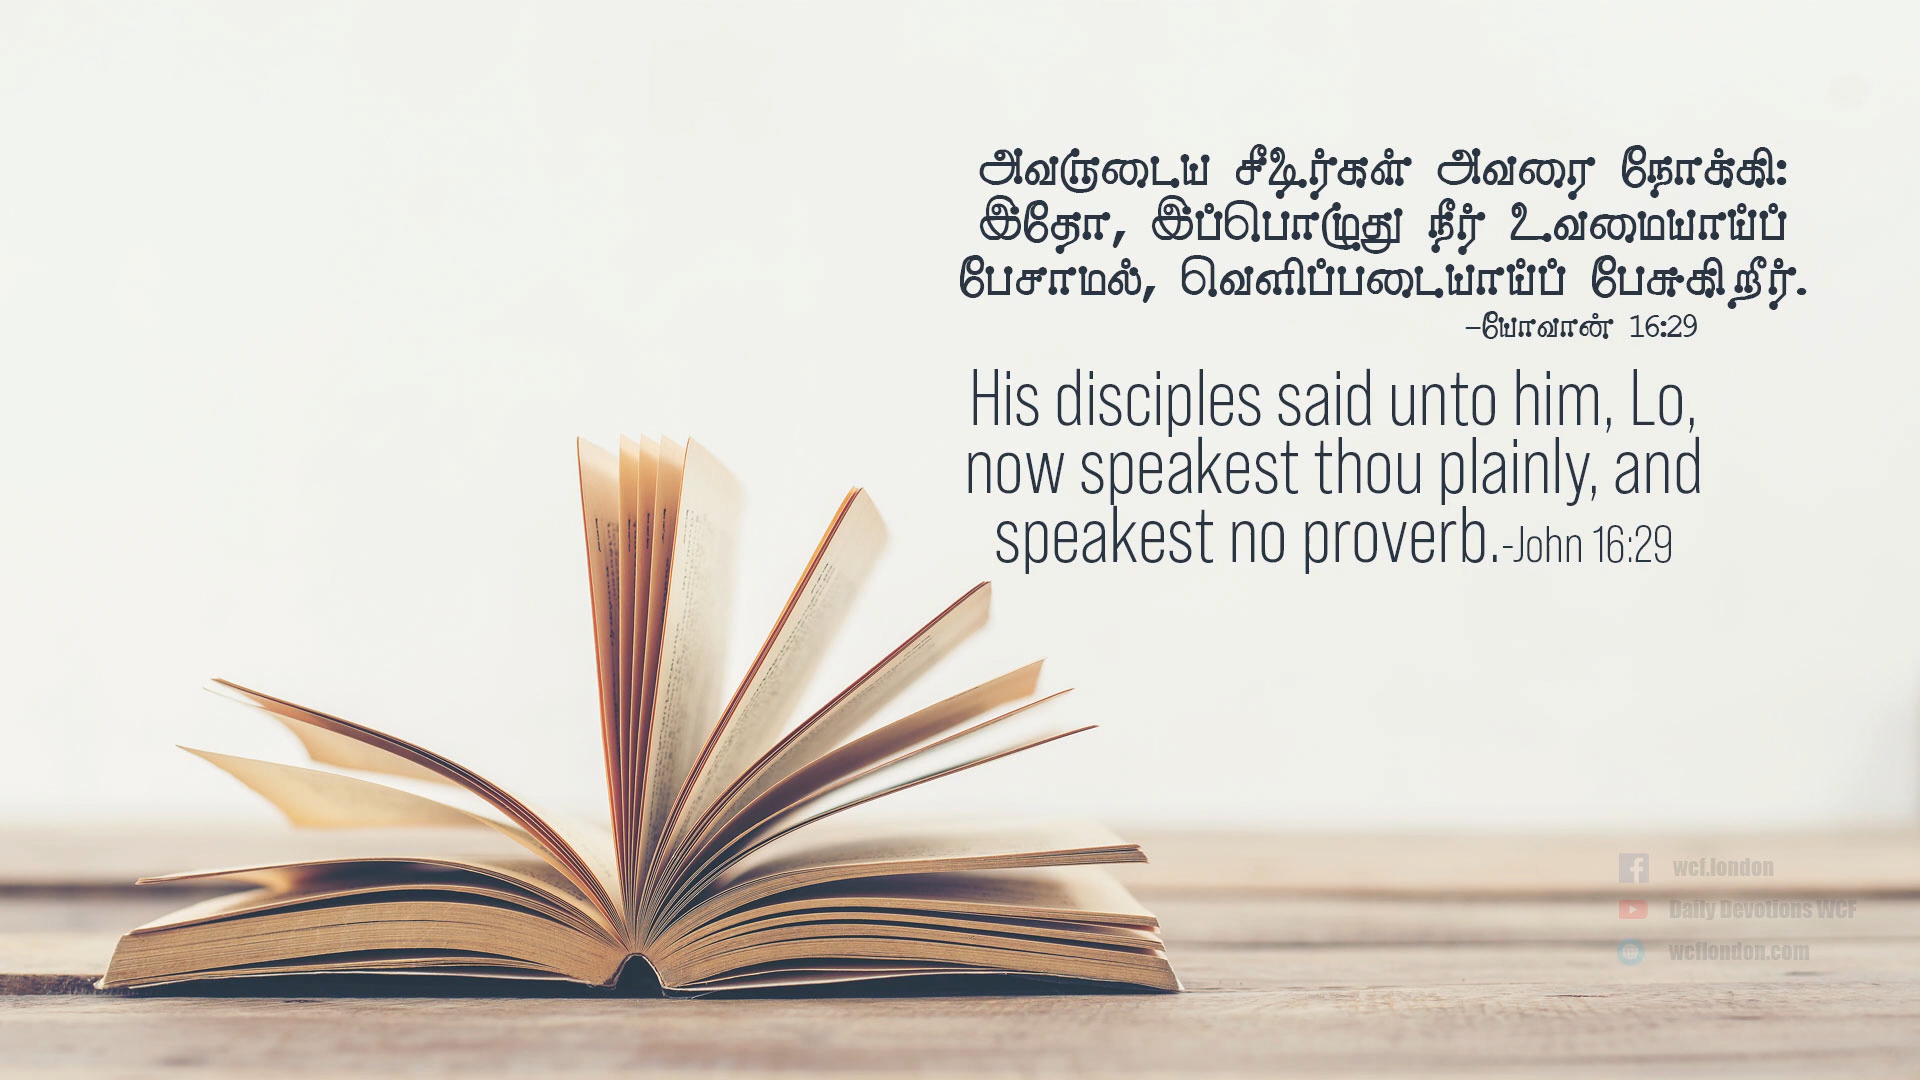 அவருடைய சீடர்கள் அவரை நோக்கி:
இதோ, இப்பொழுது நீர் உவமையாய்ப்
பேசாமல், வெளிப்படையாய்ப் பேசுகிறீர்.
-யோவான் 16:29
His disciples said unto him, Lo,
now speakest thou plainly, and
speakest no proverb.-John 16:29
wcf.london
Daily Devotions WCF
wcflondon.com